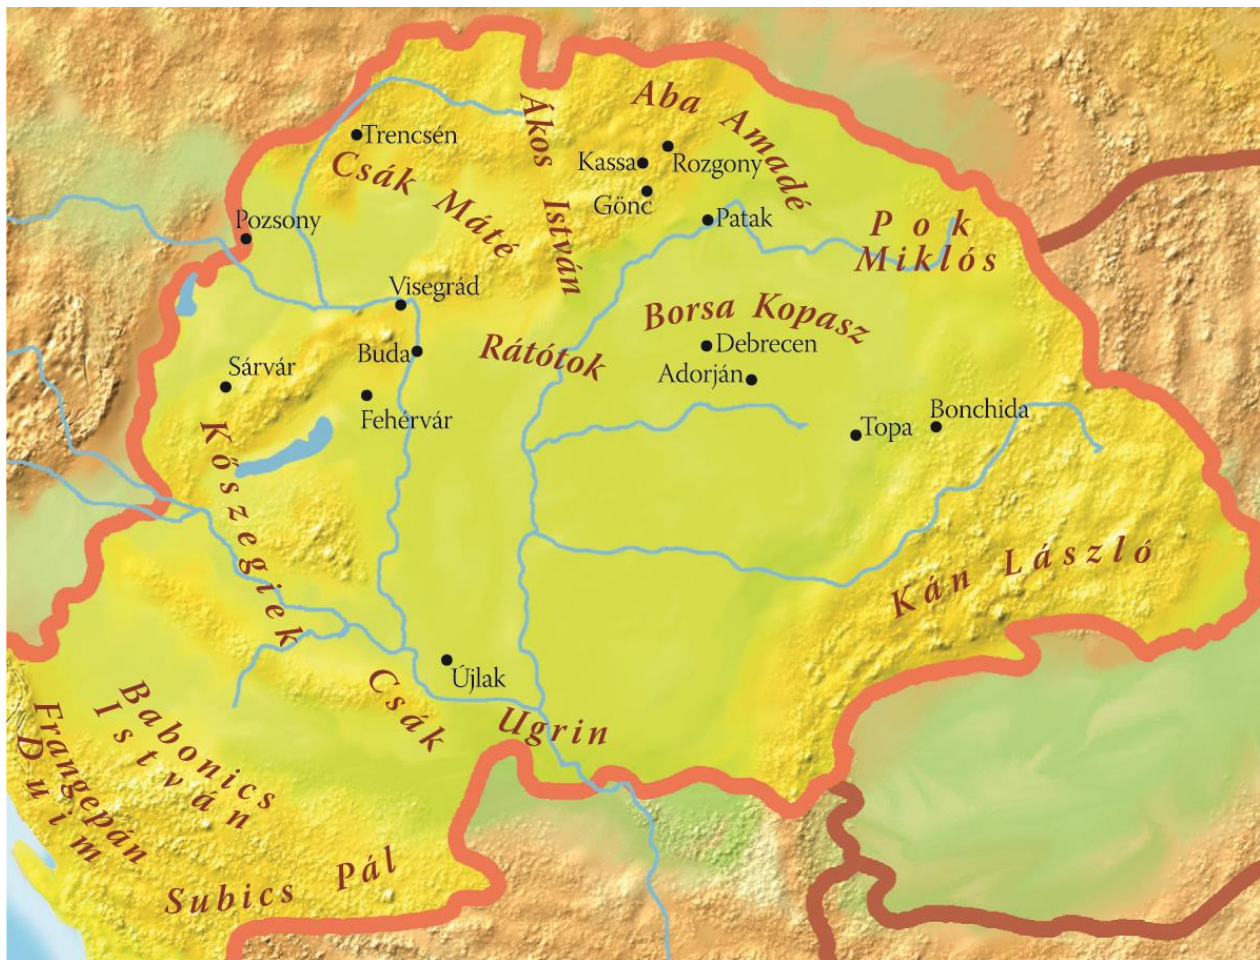 Aba Amadé
Ákos István
Trencsén
Csák Máté
Kassa
Rozgony
Gönc
Patak
Pozsony
Pok
Miklós
Visegrád
Borsa Kopasz
Rátótok
Buda
Debrecen
Adorján
Sárvár
Fehérvár
Topa
Bonchida
Kőszegiek
Kán László
Újlak
Csák Ugrin
Babonics
István
Frangepán
Duim
Subics Pál